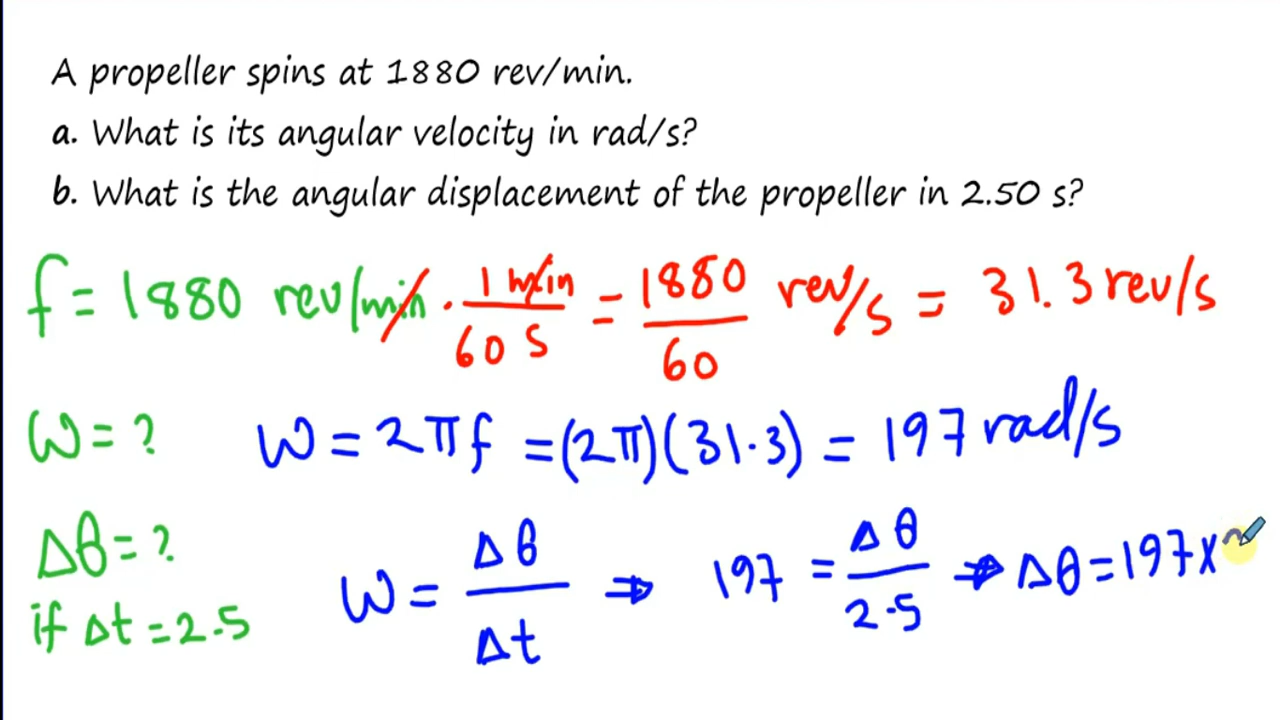 A propeller spins at 1880 rev/min.
a. What is its angular velocity in rad/s?
b. What is the angular displacement of the propeller in 2.50 s?
f = 1880 rev/min · 1 min / 60 s = 1880 / 60 rev/s = 31.3 rev/s
ω = ? ω = 2πf = (2π)(31.3) = 197 rad/s
Δθ = ? ω = Δθ / Δt ⇒ 197 = Δθ / 2.5 ⇒ Δθ = 197 x
if Δt = 2.5